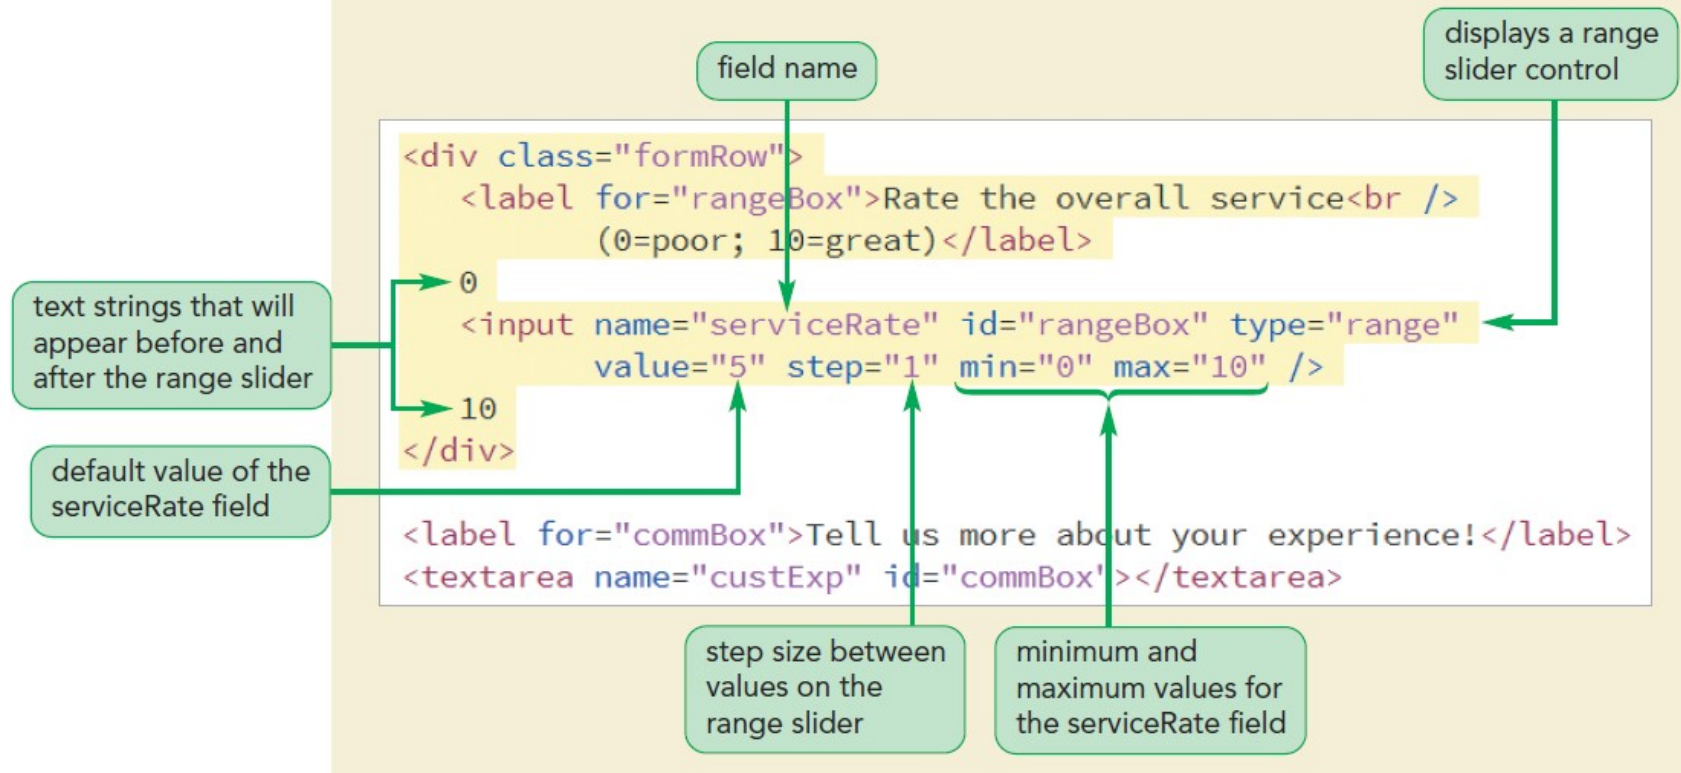 field name
displays a range
slider control
<div class="formRow">
<label for="rangeBox">Rate the overall service<br />
(0=poor; 10=great)</label>
0
<input name="serviceRate" id="rangeBox" type="range"
value="5" step="1" min="0" max="10" />
10
</div>
text strings that will
appear before and
after the range slider
default value of the
serviceRate field
<label for="commBox">Tell us more about your experience!</label>
<textarea name="custExp" id="commBox"></textarea>
step size between
values on the
range slider
minimum and
maximum values for
the serviceRate field